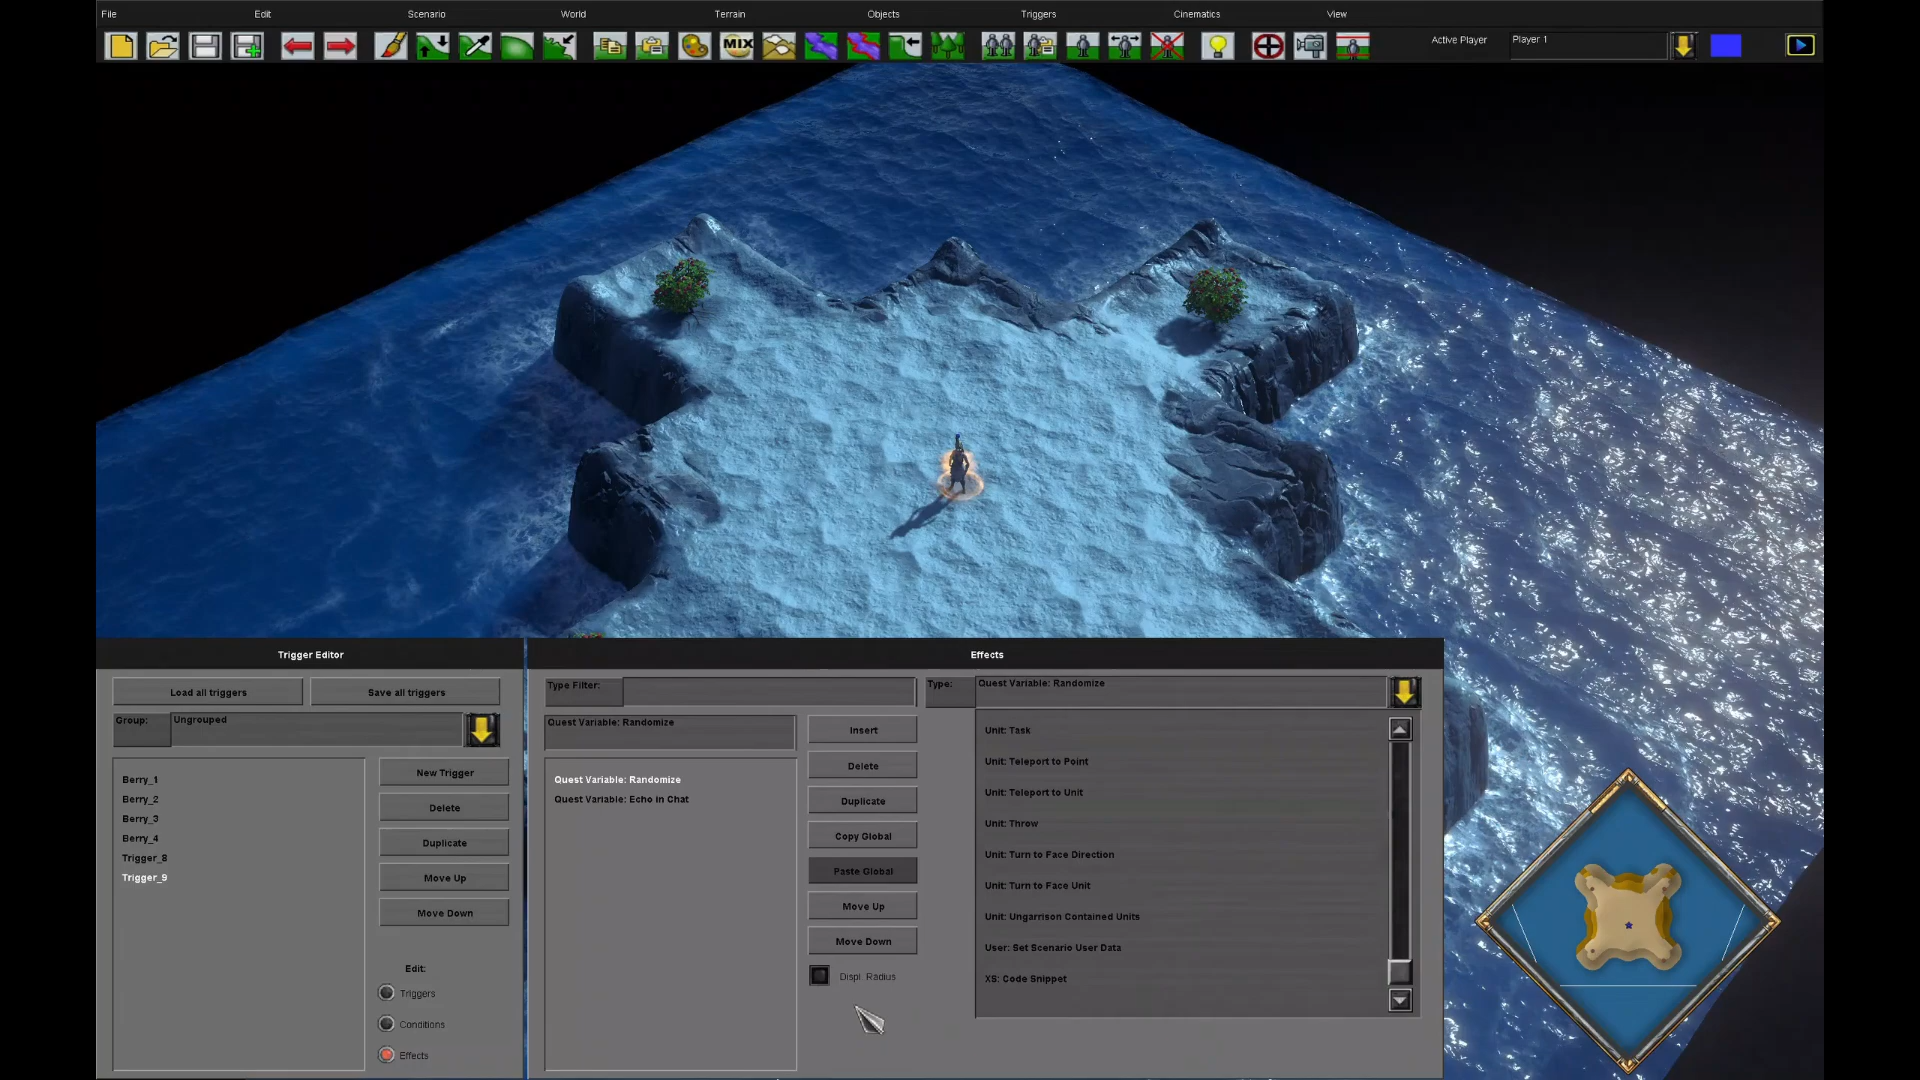 File Edit Scenario World Terrain Objects Triggers Cinematics View
MIX
Active Player Player 1
Trigger Editor
Load all triggers Save all triggers
Group: Ungrouped
Berry_1
Berry_2
Berry_3
Berry_4
Trigger_8
Trigger_9
New Trigger
Delete
Duplicate
Move Up
Move Down
Edit:
Triggers
Conditions
Effects
Effects
Type Filter:
Quest Variable: Randomize
Quest Variable: Randomize
Quest Variable: Echo in Chat
Insert
Delete
Duplicate
Copy Global
Paste Global
Move Up
Move Down
Displ. Radius
Type: Quest Variable: Randomize
Unit: Task
Unit: Teleport to Point
Unit: Teleport to Unit
Unit: Throw
Unit: Turn to Face Direction
Unit: Turn to Face Unit
Unit: Ungarrison Contained Units
User: Set Scenario User Data
XS: Code Snippet